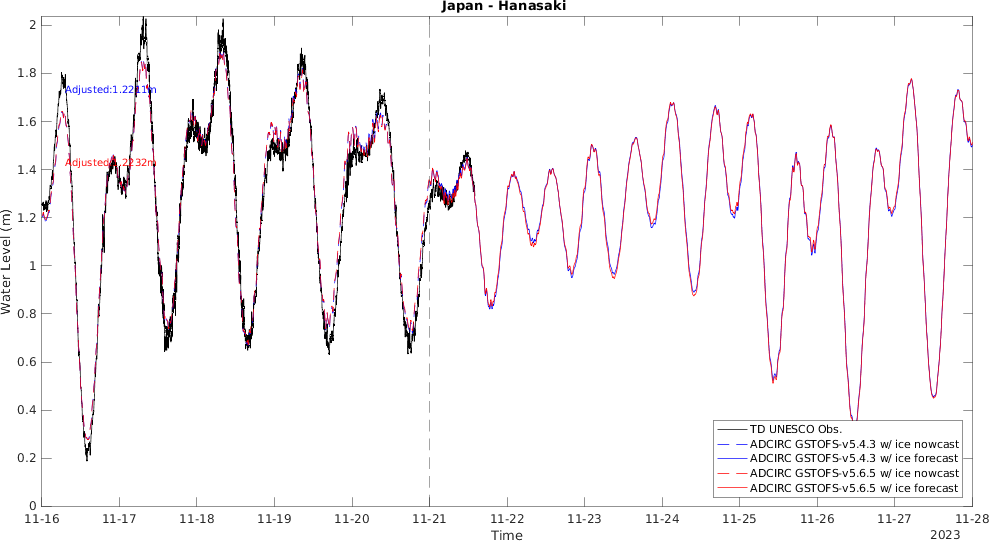 Japan - Hanasaki
2
1.8
1.6
1.4
1.2
1
0.8
0.6
0.4
0.2
0
Water Level (m)
Adjusted:1.2211m
TD UNESCO Obs.
ADCIRC GSTOFS-v5.4.3 w/ ice nowcast
ADCIRC GSTOFS-v5.4.3 w/ ice forecast
ADCIRC GSTOFS-v5.6.5 w/ ice nowcast
ADCIRC GSTOFS-v5.6.5 w/ ice forecast
11-16
11-17
11-18
11-19
11-20
11-21
11-22
11-23
11-24
11-25
11-26
11-27
11-28
Time
2023